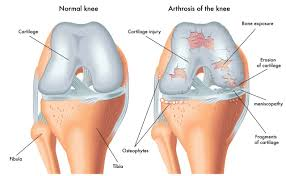 Normal knee
Arthrosis of the knee
Cartilage
Cartilage injury
Bone exposure
Erosion
of cartilage
meniscopathy
Fragments
of cartilage
Osteophytes
Fibula
Tibia